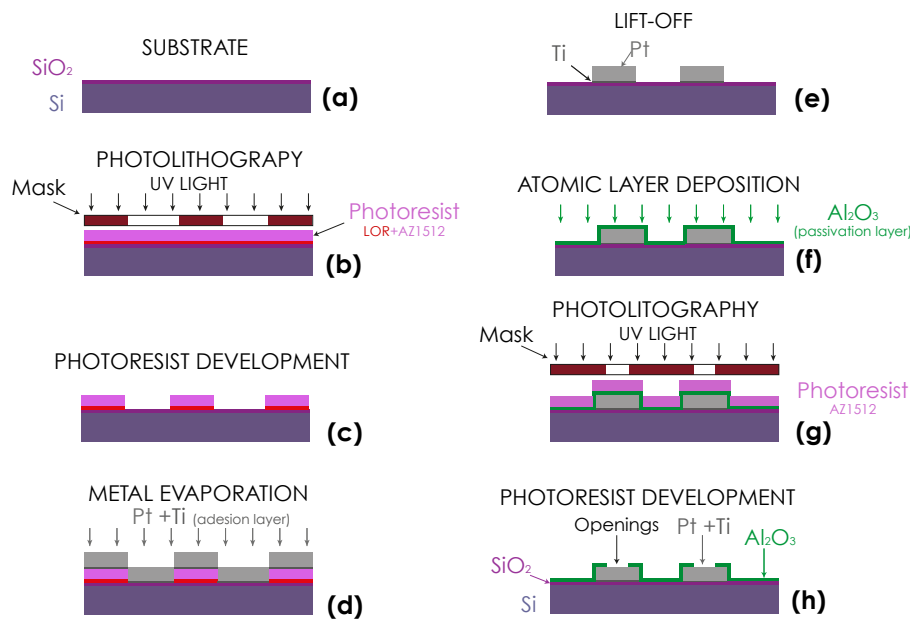 SUBSTRATE
SiO₂
Si
(a)
PHOTOLITHOGRAPY
UV LIGHT
Mask
Photoresist
LOR+AZ1512
(b)
PHOTORESIST DEVELOPMENT
(c)
METAL EVAPORATION
Pt +Ti (adesion layer)
(d)
LIFT-OFF
Ti
Pt
(e)
ATOMIC LAYER DEPOSITION
Al₂O₃
(passivation layer)
(f)
PHOTOLITOGRAPHY
UV LIGHT
Mask
Photoresist
AZ1512
(g)
PHOTORESIST DEVELOPMENT
Openings
Pt +Ti
Al₂O₃
SiO₂
Si
(h)